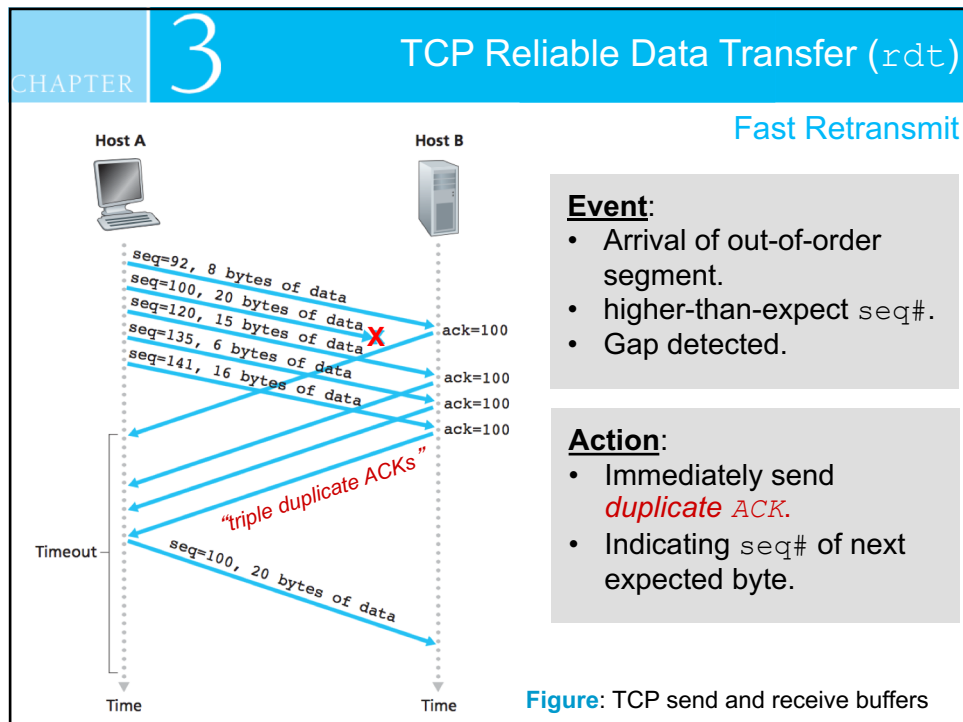 CHAPTER 3
TCP Reliable Data Transfer (rdt)
Fast Retransmit
Host A
Host B
seq=92, 8 bytes of data
seq=100, 20 bytes of data
seq=120, 15 bytes of data
seq=135, 6 bytes of data
seq=141, 16 bytes of data
X
ack=100
ack=100
ack=100
ack=100
"triple duplicate ACKs"
Timeout
seq=100, 20 bytes of data
Time
Time
Event:
• Arrival of out-of-order
segment.
• higher-than-expect seq#.
• Gap detected.
Action:
• Immediately send
duplicate ACK.
• Indicating seq# of next
expected byte.
Figure: TCP send and receive buffers